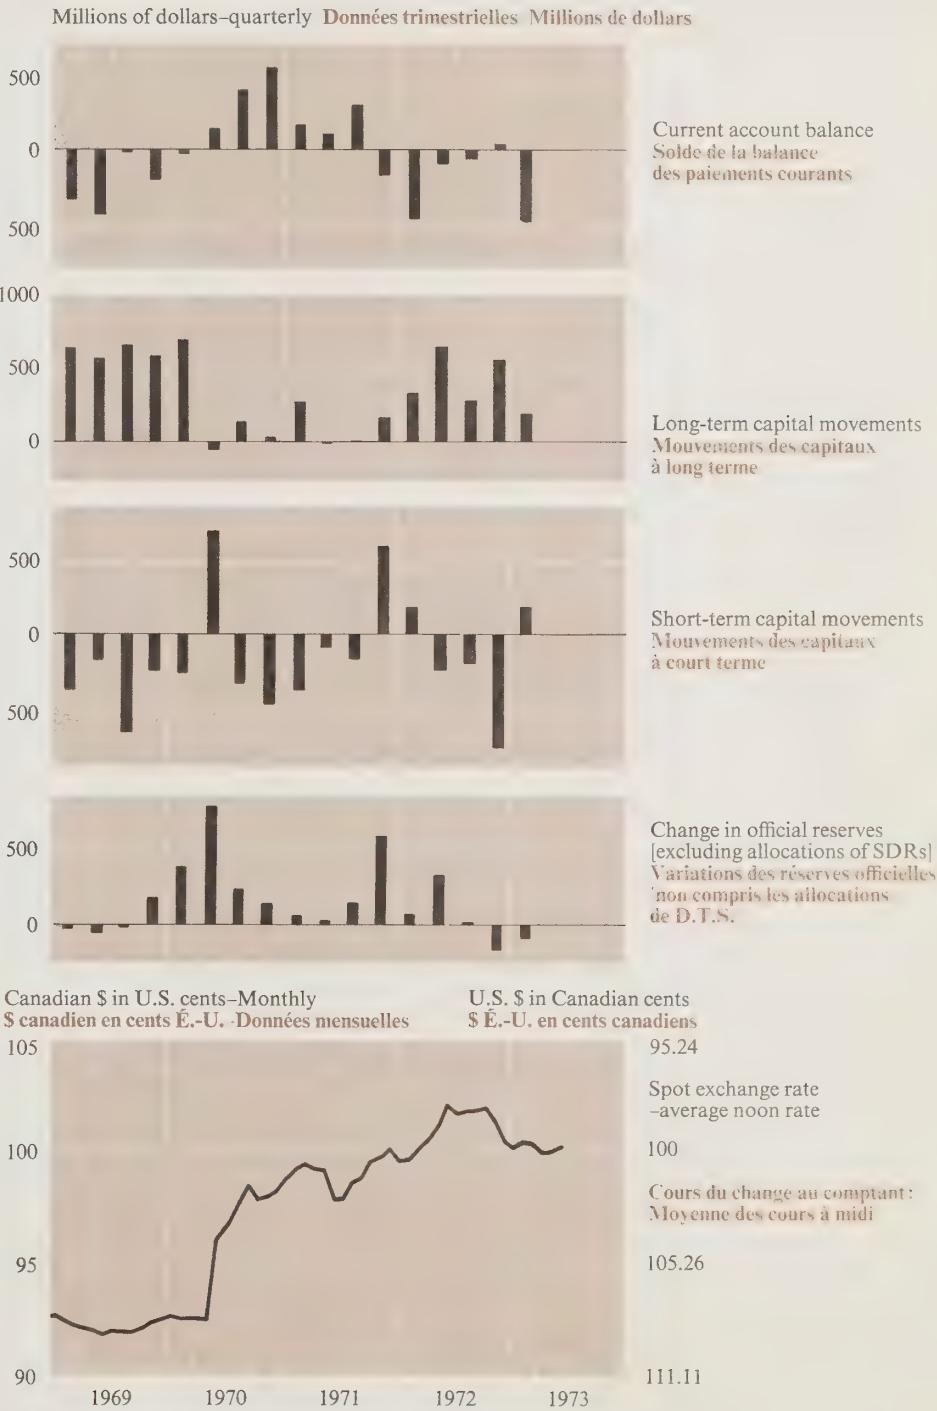 Millions of dollars–quarterly Données trimestrielles Millions de dollars
500
0
500
Current account balance
Solde de la balance
des paiements courants
1000
500
0
Long-term capital movements
Mouvements des capitaux
à long terme
500
0
500
Short-term capital movements
Mouvements des capitaux
à court terme
500
0
Change in official reserves
[excluding allocations of SDRs]
Variations des réserves officielles
non compris les allocations
de D.T.S.
Canadian $ in U.S. cents–Monthly
$ canadien en cents É.-U. -Données mensuelles
U.S. $ in Canadian cents
$ É.-U. en cents canadiens
105
100
95
90
95.24
Spot exchange rate
–average noon rate
100
Cours du change au comptant:
Moyenne des cours à midi
105.26
111.11
1969 1970 1971 1972 1973